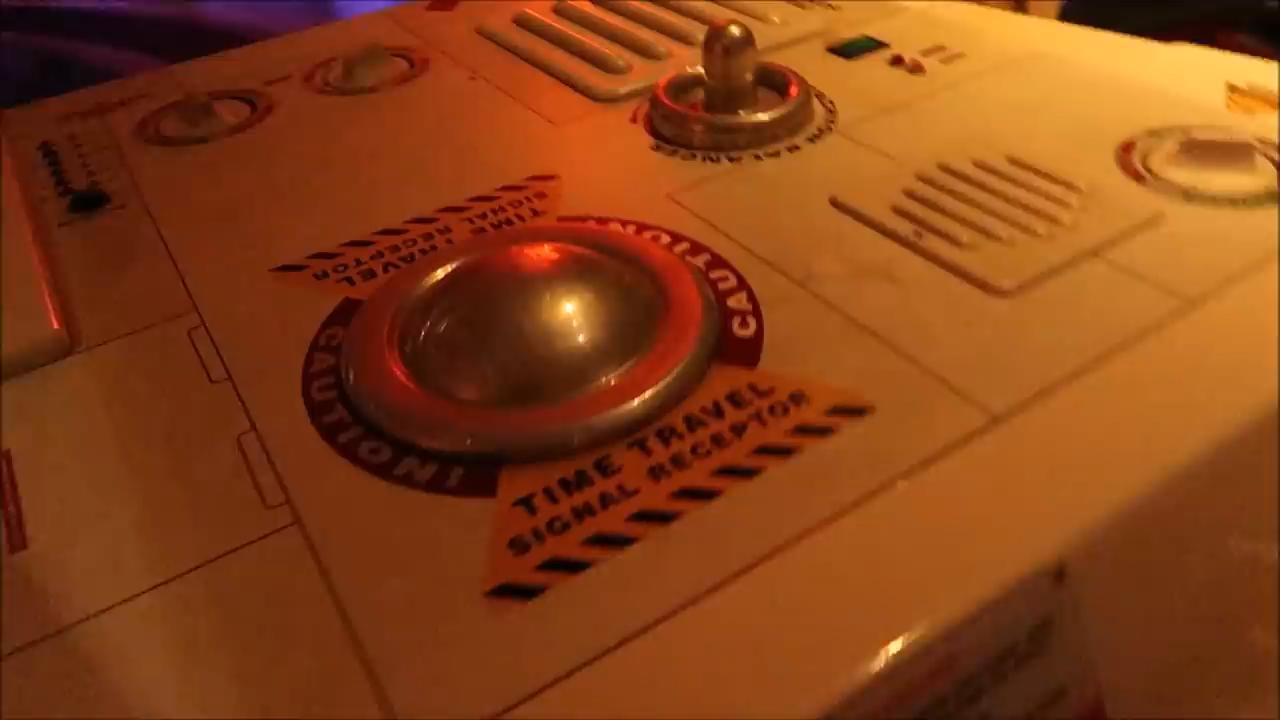 TIME TRAVEL
SIGNAL RECEPTOR
CAUTION!
CAUTION
TIME TRAVEL
SIGNAL RECEPTOR